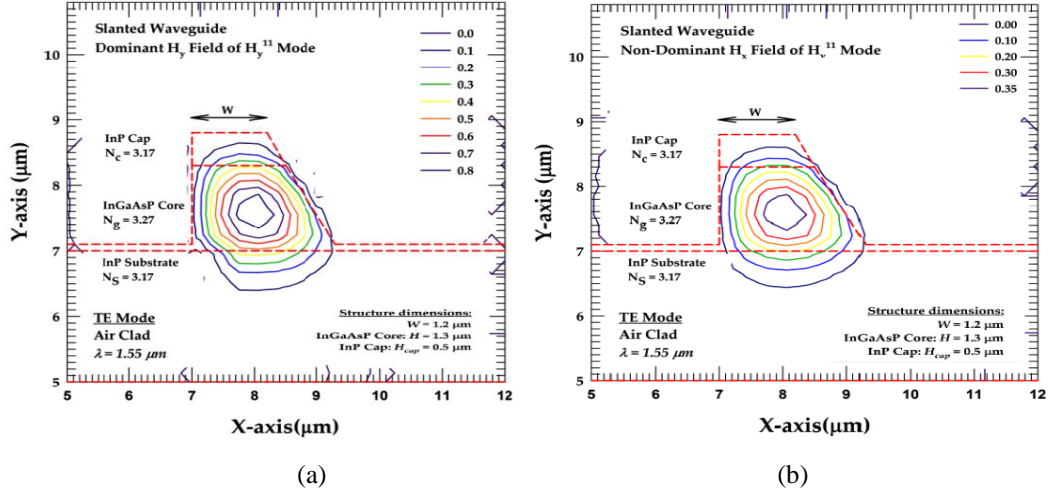 Slanted Waveguide
Dominant Hy Field of Hy11 Mode
0.0
0.1
0.2
0.3
0.4
0.5
0.6
0.7
0.8
W
InP Cap
Nc = 3.17
InGaAsP Core
Ng = 3.27
InP Substrate
NS = 3.17
TE Mode
Air Clad
λ = 1.55 μm
Structure dimensions:
W = 1.2 μm
InGaAsP Core: H = 1.3 μm
InP Cap: Hcap = 0.5 μm
Y-axis (μm)
10
9
8
7
6
5
5 6 7 8 9 10 11 12
X-axis(μm)
(a)
Slanted Waveguide
Non-Dominant Hx Field of Hy11 Mode
0.00
0.10
0.20
0.30
0.35
W
InP Cap
Nc = 3.17
InGaAsP Core
Ng = 3.27
InP Substrate
NS = 3.17
TE Mode
Air Clad
λ = 1.55 μm
Structure dimensions:
W = 1.2 μm
InGaAsP Core: H = 1.3 μm
InP Cap: Hcap = 0.5 μm
Y-axis (μm)
10
9
8
7
6
5
5 6 7 8 9 10 11 12
X-axis(μm)
(b)